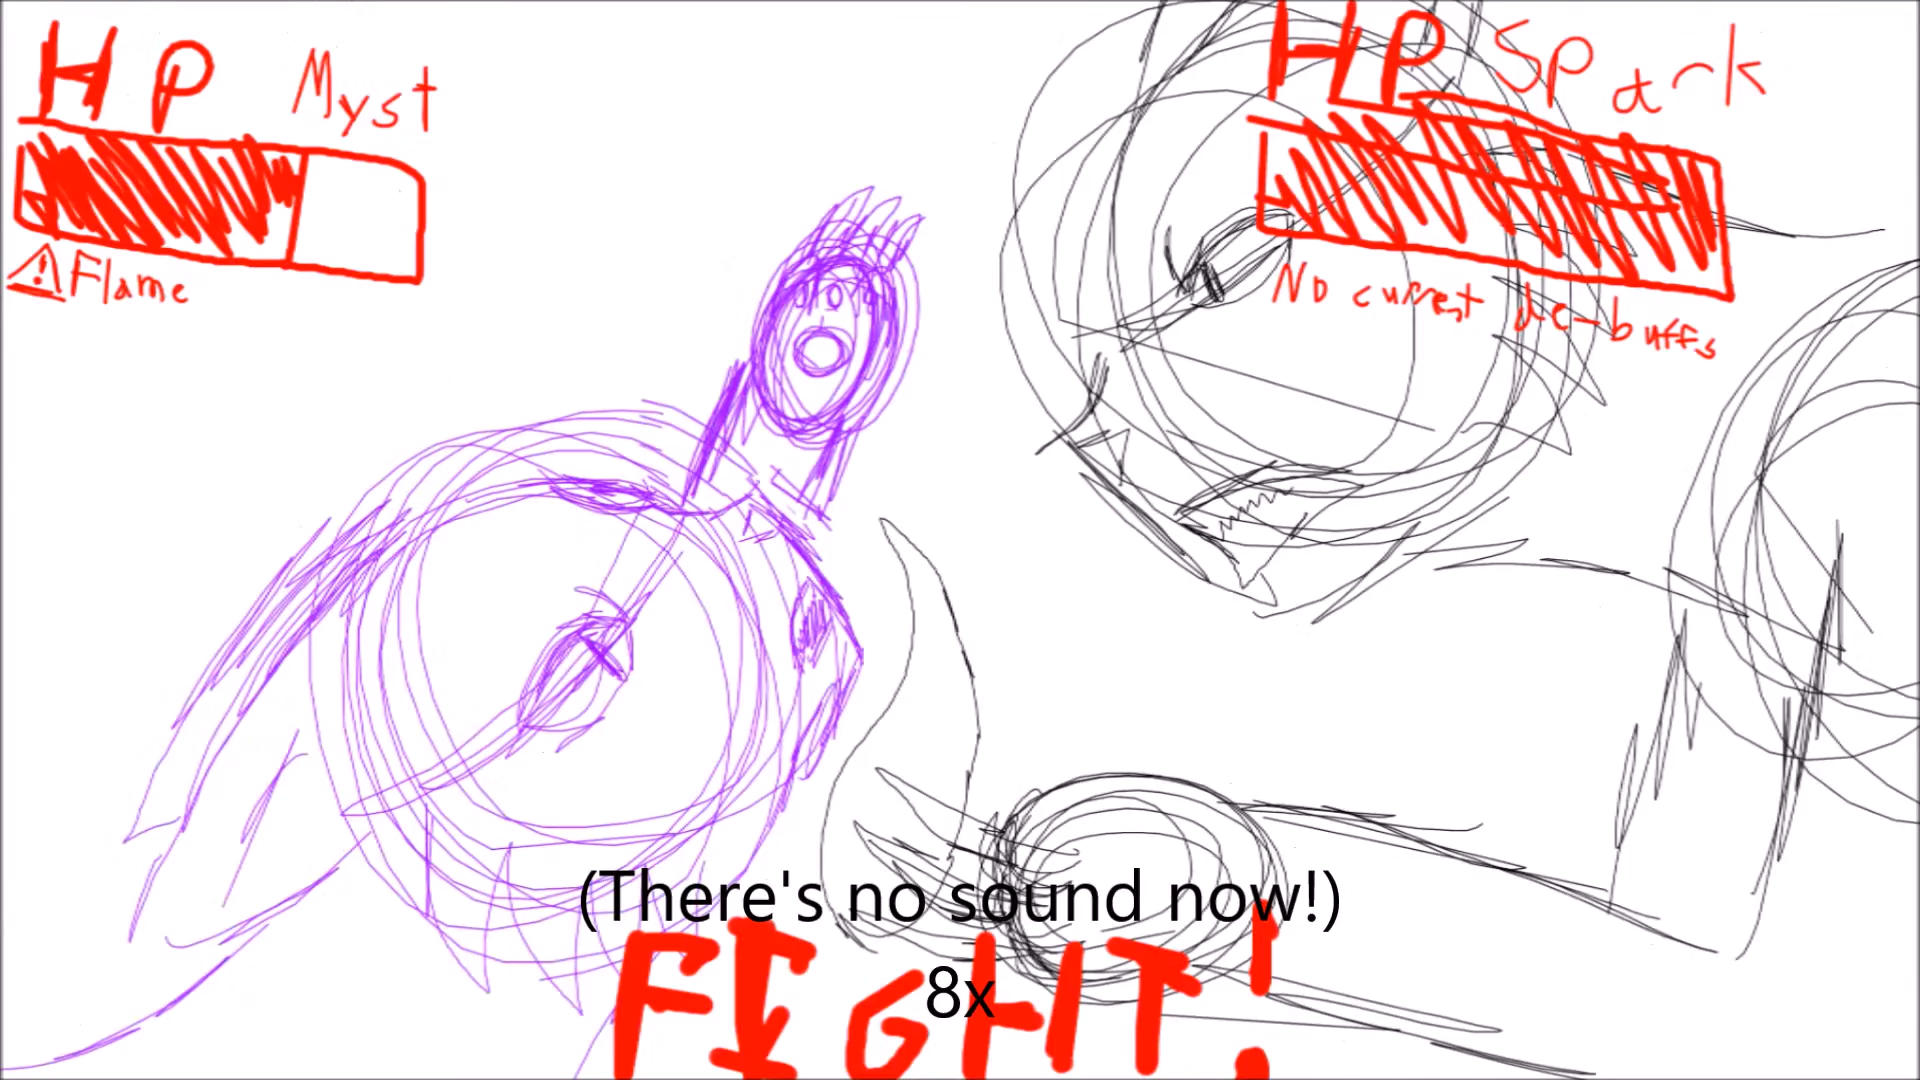 HP Myst
Flame
HP Spark
No current de-buffs
(There's no sound now!)
8x
FIGHT!